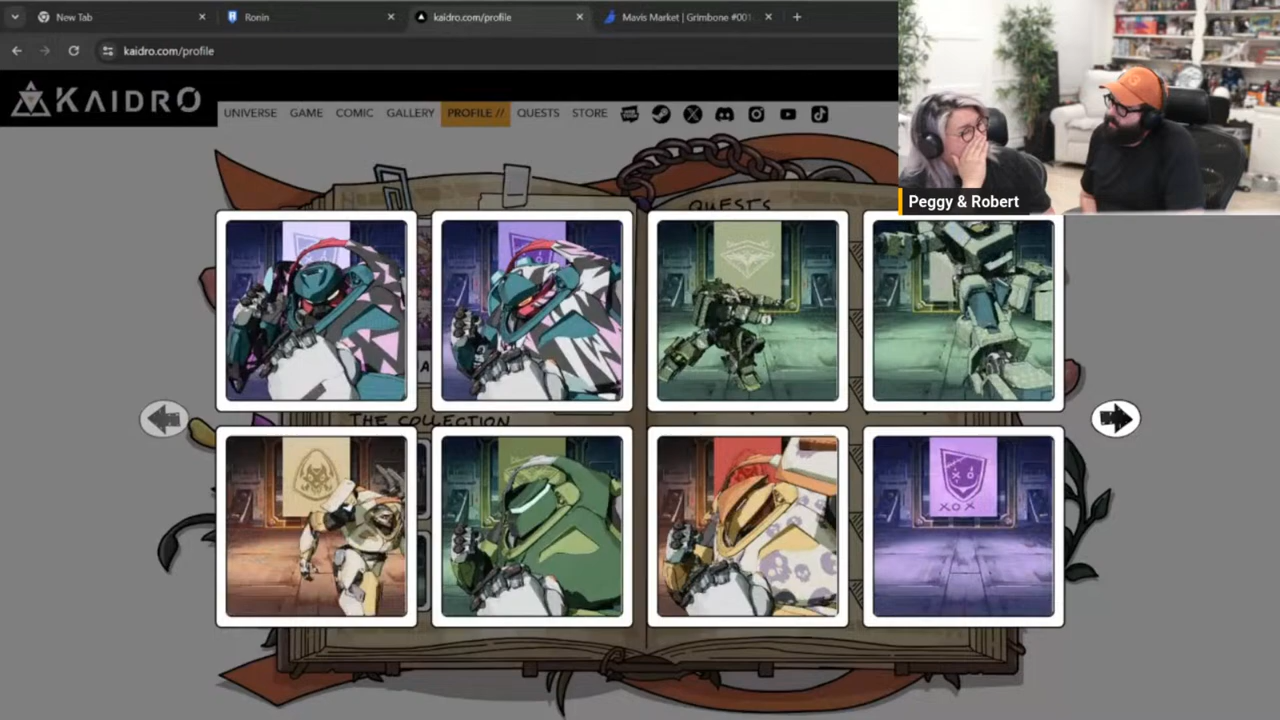 New Tab
Ronin
kaidro.com/profile
Mavis Market | Grimbone #001
kaidro.com/profile
KAIDRO
UNIVERSE
GAME
COMIC
GALLERY
PROFILE //
QUESTS
STORE
Peggy & Robert
QUESTS
THE COLLECTION
XOX